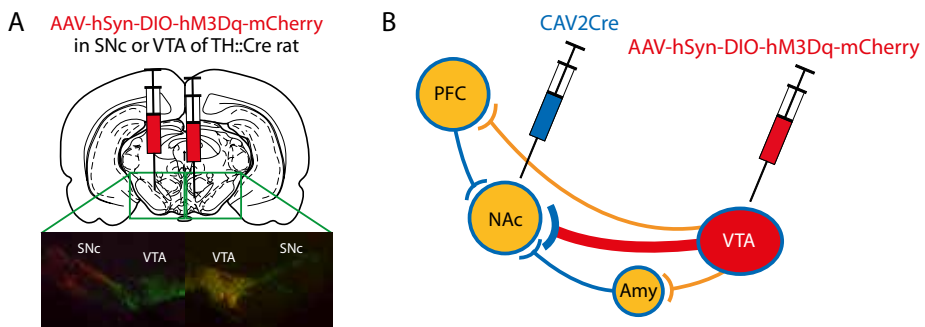 A
AAV-hSyn-DIO-hM3Dq-mCherry
in SNc or VTA of TH::Cre rat
SNc
VTA
VTA
SNc
B
CAV2Cre
AAV-hSyn-DIO-hM3Dq-mCherry
PFC
NAc
VTA
Amy